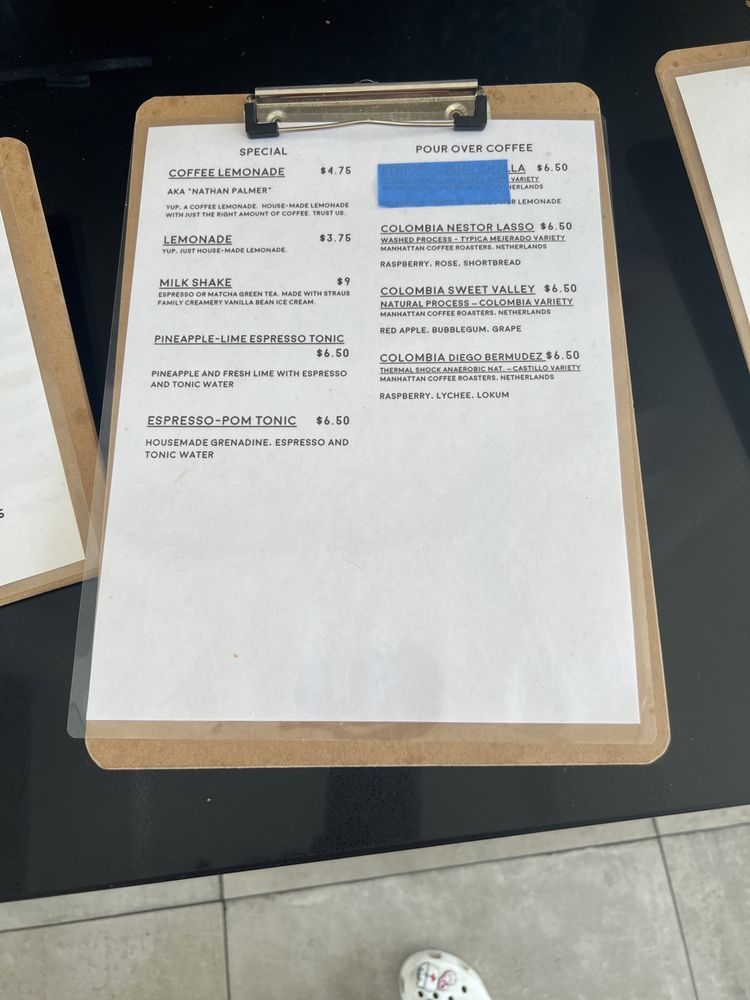 SPECIAL
COFFEE LEMONADE $4.75
AKA "NATHAN PALMER"
YUP. A COFFEE LEMONADE. HOUSE-MADE LEMONADE
WITH JUST THE RIGHT AMOUNT OF COFFEE. TRUST US.
LEMONADE $3.75
YUP. JUST HOUSE-MADE LEMONADE.
MILK SHAKE $9
ESPRESSO OR MATCHA GREEN TEA. MADE WITH STRAUS
FAMILY CREAMERY VANILLA BEAN ICE CREAM.
PINEAPPLE-LIME ESPRESSO TONIC
$6.50
PINEAPPLE AND FRESH LIME WITH ESPRESSO
AND TONIC WATER
ESPRESSO-POM TONIC $6.50
HOUSEMADE GRENADINE. ESPRESSO AND
TONIC WATER
POUR OVER COFFEE
$6.50
VARIETY
LEMONADE
COLOMBIA NESTOR LASSO $6.50
WASHED PROCESS - TYPICA MEJERADO VARIETY
MANHATTAN COFFEE ROASTERS. NETHERLANDS
RASPBERRY. ROSE. SHORTBREAD
COLOMBIA SWEET VALLEY $6.50
NATURAL PROCESS – COLOMBIA VARIETY
MANHATTAN COFFEE ROASTERS. NETHERLANDS
RED APPLE. BUBBLEGUM. GRAPE
COLOMBIA DIEGO BERMUDEZ $6.50
THERMAL SHOCK ANAEROBIC NAT. – CASTILLO VARIETY
MANHATTAN COFFEE ROASTERS. NETHERLANDS
RASPBERRY. LYCHEE. LOKUM